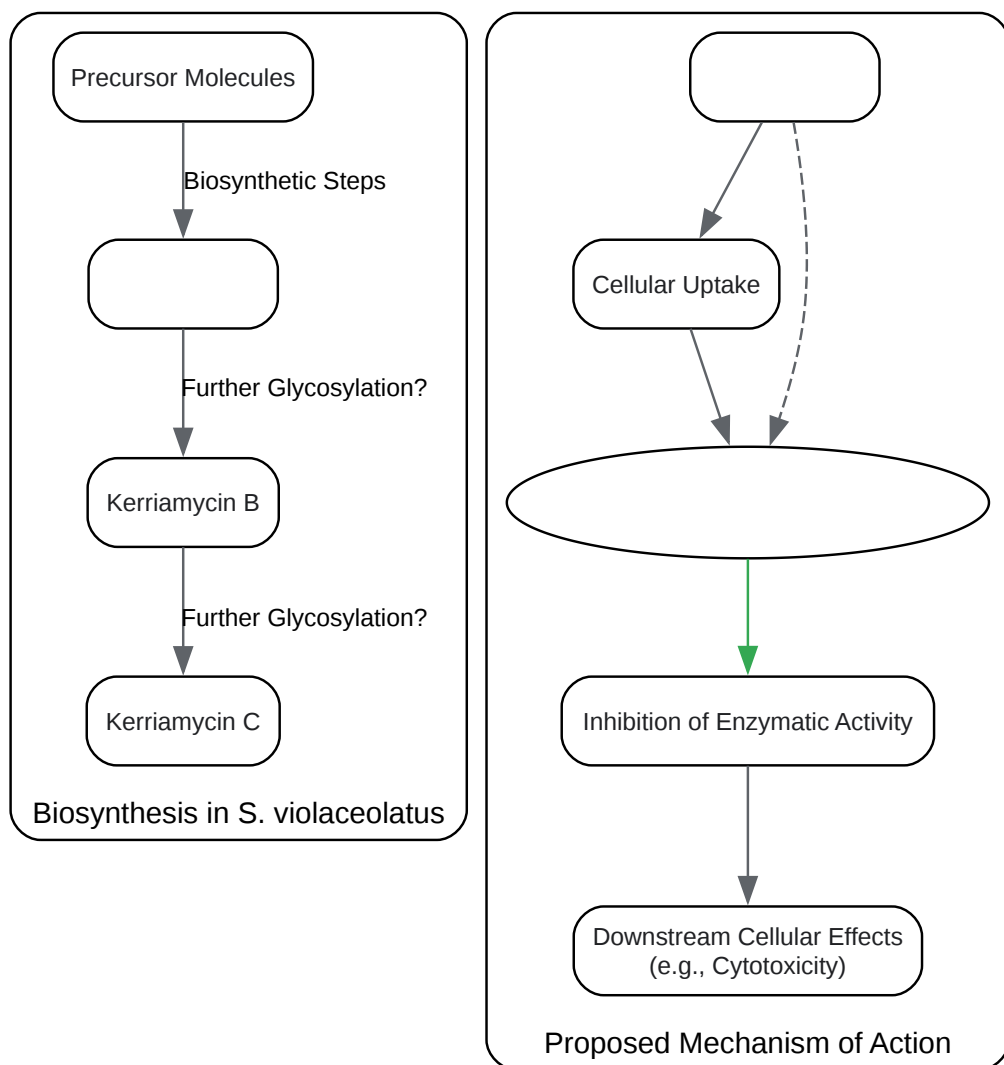 Precursor Molecules
Biosynthetic Steps
Further Glycosylation?
Kerriamycin B
Further Glycosylation?
Kerriamycin C
Biosynthesis in S. violaceolatus
Cellular Uptake
Inhibition of Enzymatic Activity
Downstream Cellular Effects
(e.g., Cytotoxicity)
Proposed Mechanism of Action